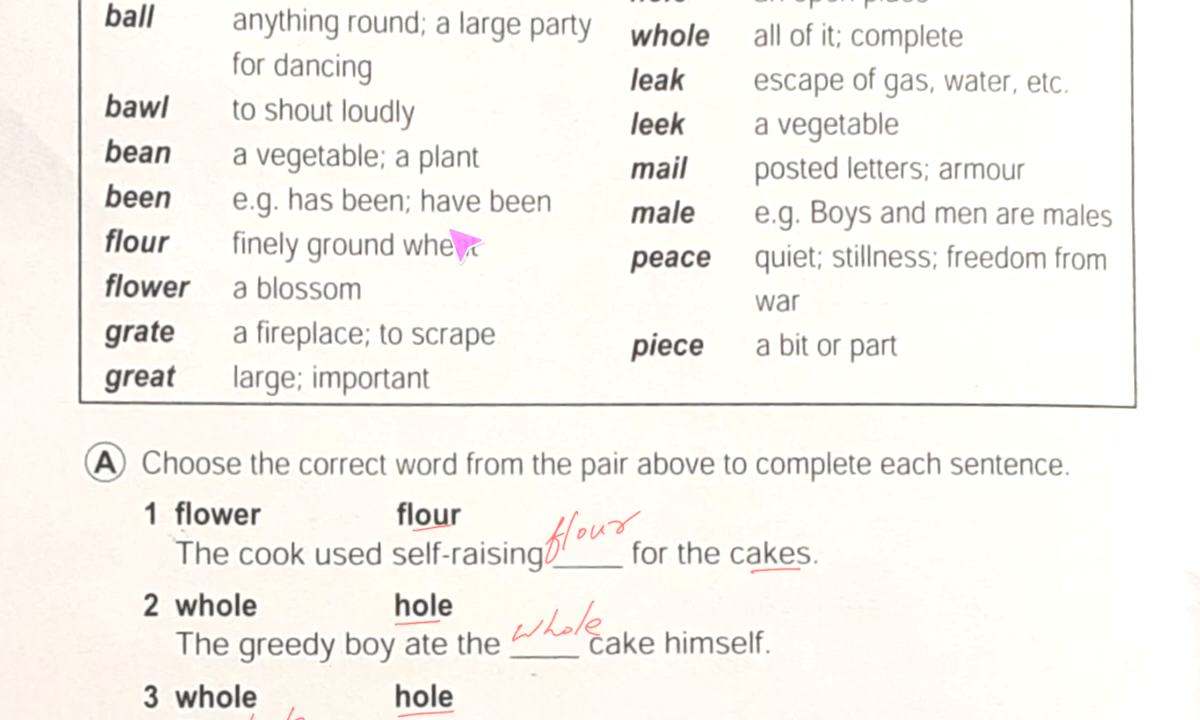 ball anything round; a large party
for dancing
bawl to shout loudly
bean a vegetable; a plant
been e.g. has been; have been
flour finely ground
flower a blossom
grate a fireplace; to scrape
great large; important
whole all of it; complete
leak escape of gas, water, etc.
leek a vegetable
mail posted letters; armour
male e.g. Boys and men are males
peace quiet; stillness; freedom from
war
piece a bit or part
A Choose the correct word from the pair above to complete each sentence.
1 flower flour
The cook used self-raising flour for the cakes.
2 whole hole
The greedy boy ate the whole cake himself.
3 whole hole